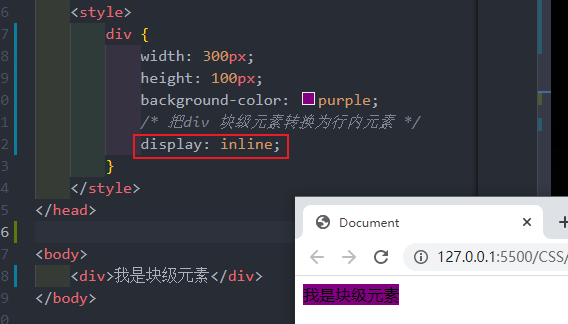 6 <style>
7 div {
8 width: 300px;
9 height: 100px;
0 background-color: purple;
1 /* 把div 块级元素转换为行内元素 */
2 display: inline;
3 }
4 </style>
5 </head>
6
7 <body>
8 <div>我是块级元素</div>
9 </body>
Document
127.0.0.1:5500/CSS/
我是块级元素